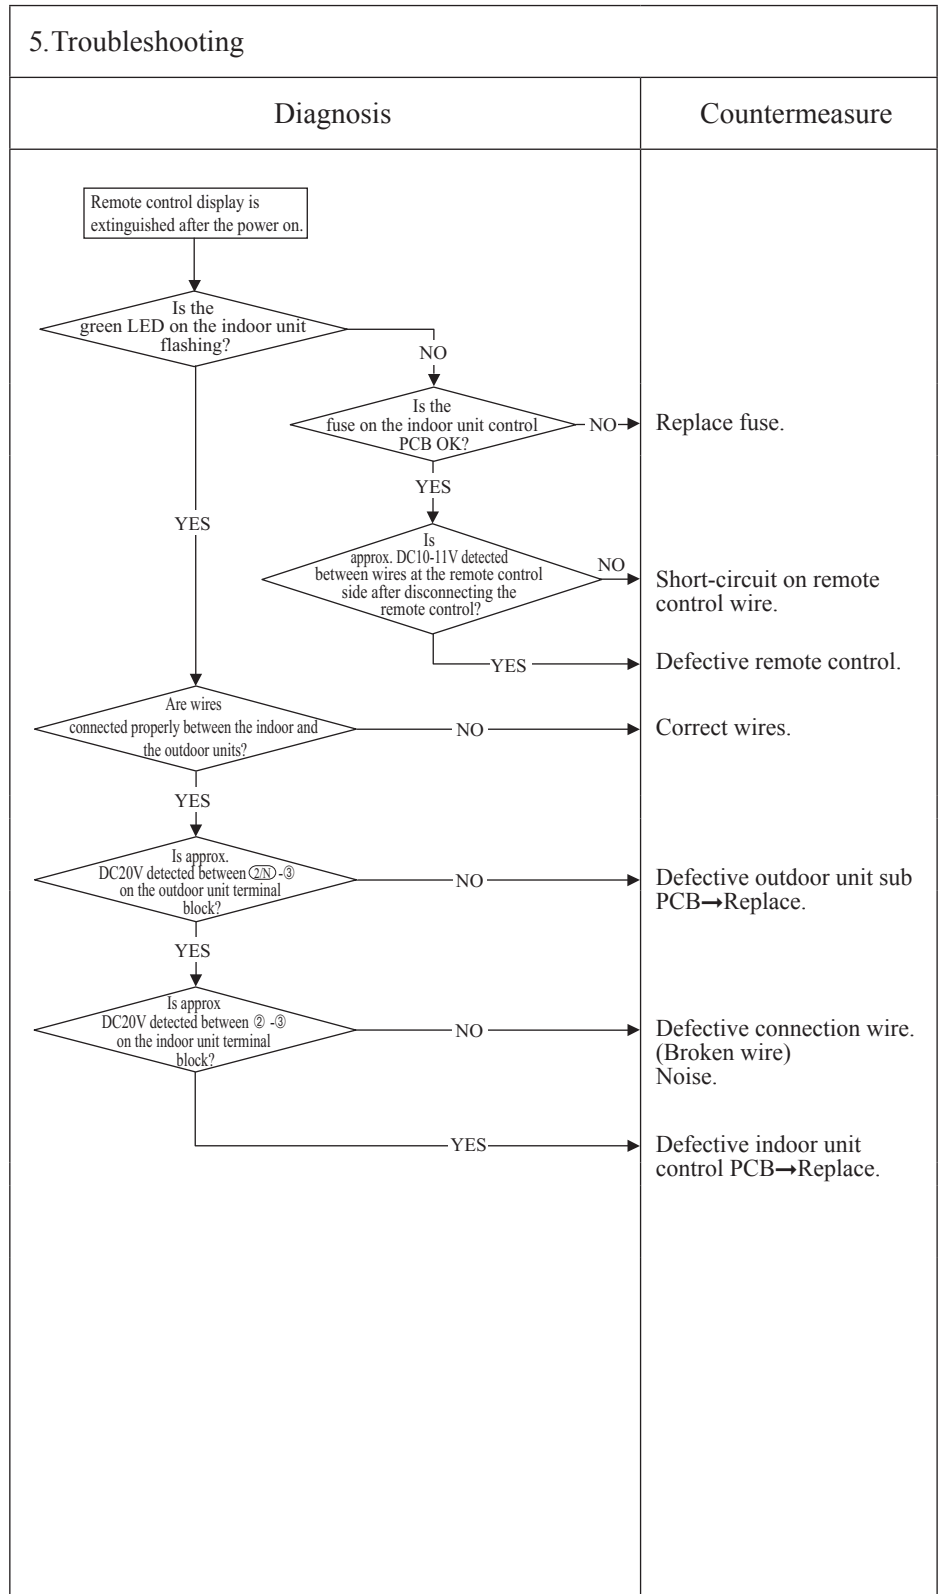 5.Troubleshooting
Diagnosis
Countermeasure
Remote control display is
extinguished after the power on.
Is the
green LED on the indoor unit
flashing?
NO
Is the
fuse on the indoor unit control
PCB OK?
NO
Replace fuse.
YES
YES
Is
approx. DC10-11V detected
between wires at the remote control
side after disconnecting the
remote control?
NO
Short-circuit on remote
control wire.
YES
Defective remote control.
Are wires
connected properly between the indoor and
the outdoor units?
NO
Correct wires.
YES
Is approx.
DC20V detected between 2/N -③
on the outdoor unit terminal
block?
NO
Defective outdoor unit sub
PCB→Replace.
YES
Is approx
DC20V detected between ② -③
on the indoor unit terminal
block?
NO
Defective connection wire.
(Broken wire)
Noise.
YES
Defective indoor unit
control PCB→Replace.